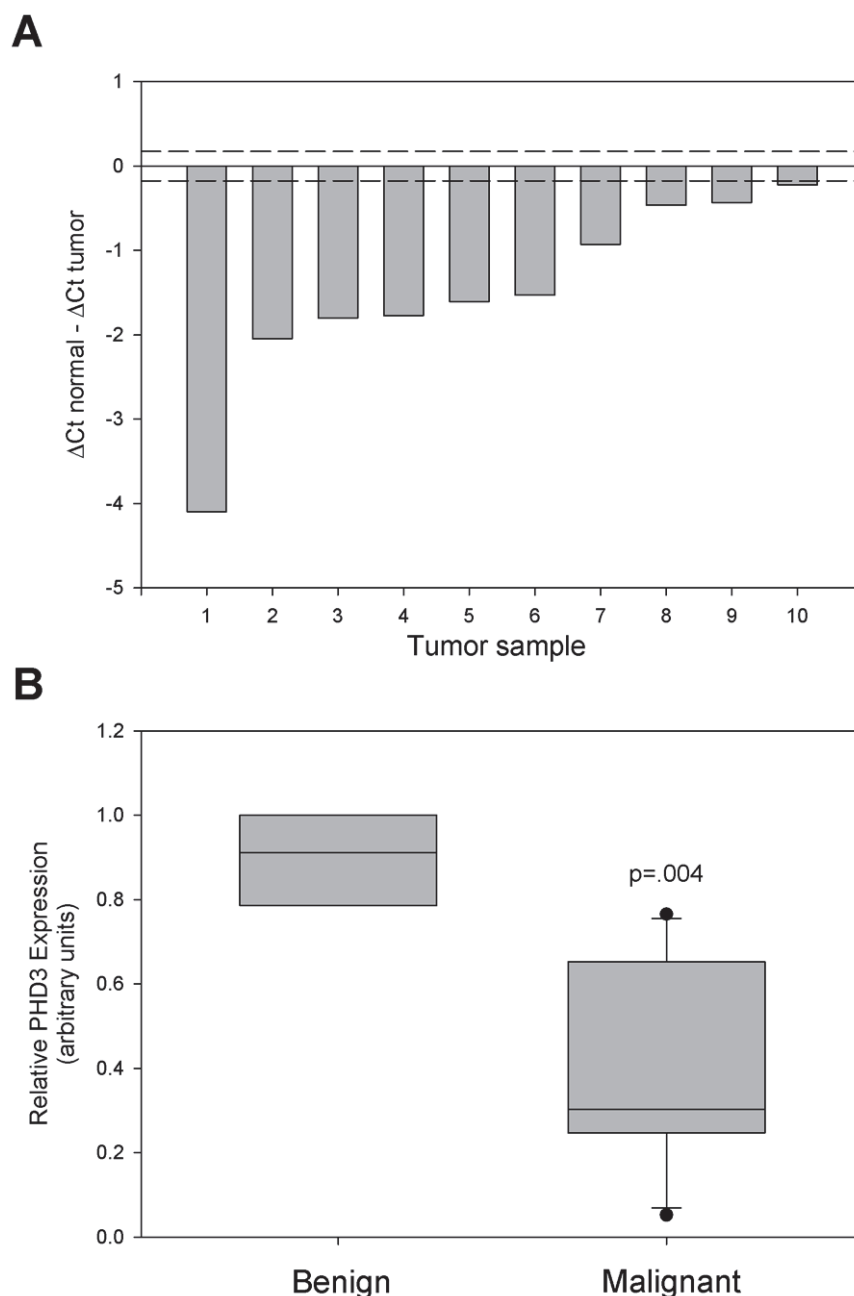 A
1
0
-1
-2
-3
-4
-5
ΔCt normal - ΔCt tumor
1 2 3 4 5 6 7 8 9 10
Tumor sample
B
1.2
1.0
0.8
0.6
0.4
0.2
0.0
Relative PHD3 Expression
(arbitrary units)
p=.004
Benign Malignant